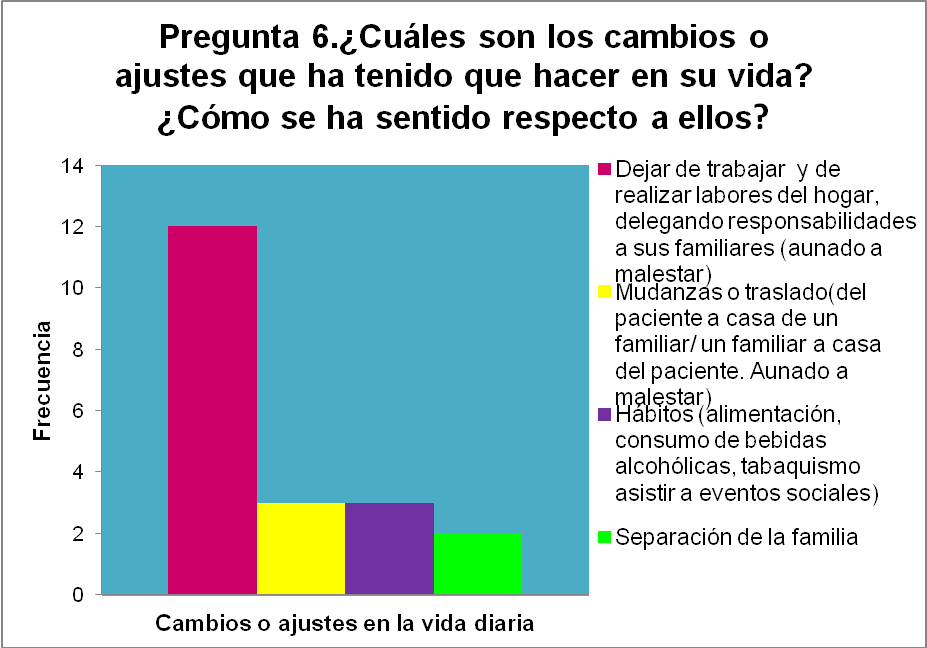 Pregunta 6.¿Cuáles son los cambios o
ajustes que ha tenido que hacer en su vida?
¿Cómo se ha sentido respecto a ellos?
14
12
10
8
6
4
2
0
Frecuencia
Cambios o ajustes en la vida diaria
Dejar de trabajar y de
realizar labores del hogar,
delegando responsabilidades
a sus familiares (aunado a
malestar)
Mudanzas o traslado(del
paciente a casa de un
familiar/ un familiar a casa
del paciente. Aunado a
malestar)
Hábitos (alimentación,
consumo de bebidas
alcohólicas, tabaquismo
asistir a eventos sociales)
Separación de la familia